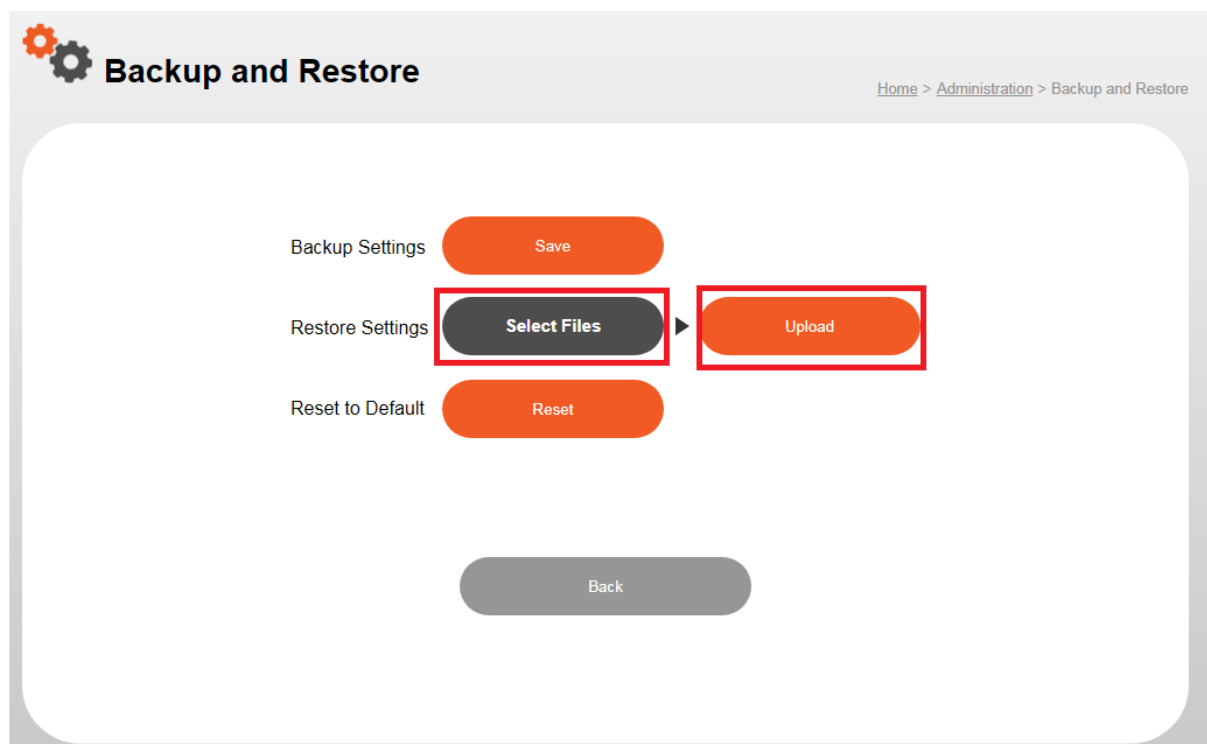 Backup and Restore
Home > Administration > Backup and Restore
Backup Settings Save
Restore Settings Select Files Upload
Reset to Default Reset
Back